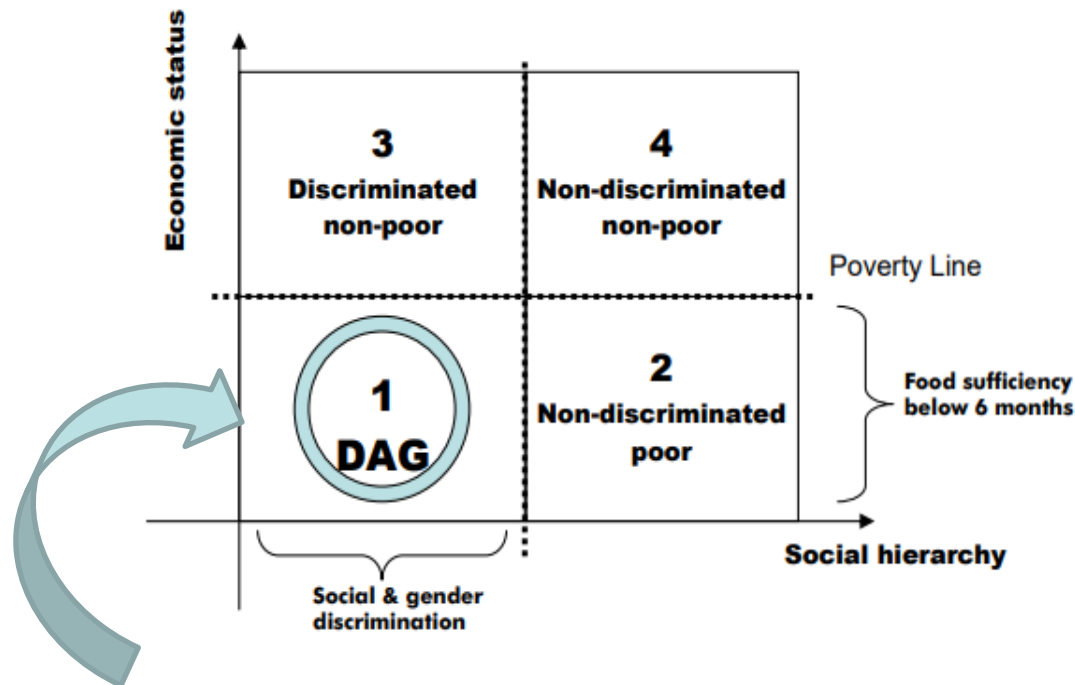 Economic status
3
Discriminated
non-poor
4
Non-discriminated
non-poor
Poverty Line
1
DAG
2
Non-discriminated
poor
Food sufficiency
below 6 months
Social hierarchy
Social & gender
discrimination